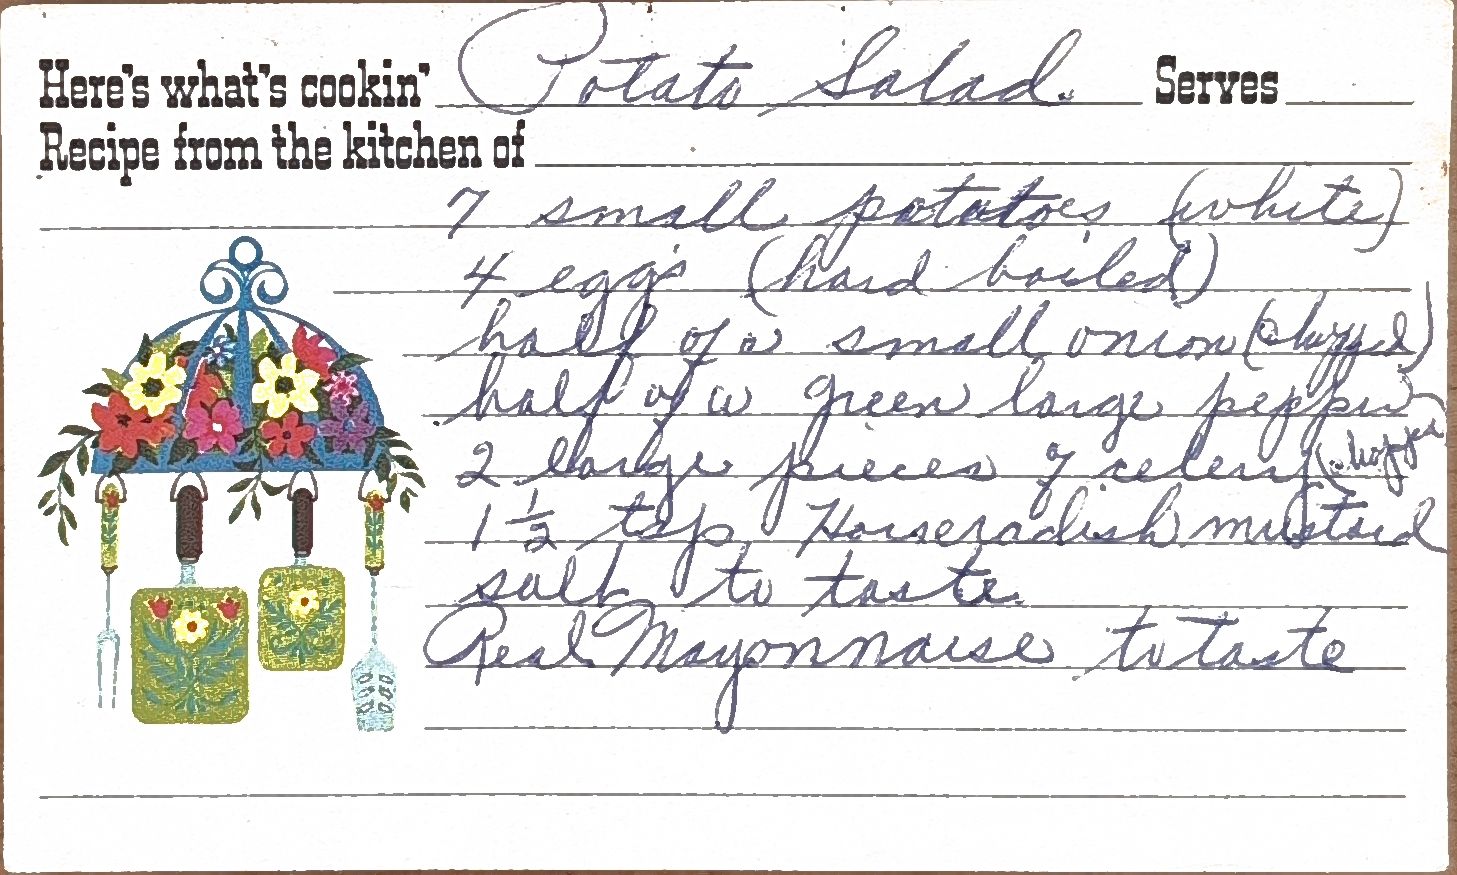 Here's what's cookin' Potato Salad. Serves
Recipe from the kitchen of
7 small potatoes (white)
4 eggs (hard boiled)
half of a small onion (chopped)
half of a green large pepper
2 large pieces of celery (chopped
1 1/2 tsp Horseradish mustard
salt to taste
Real Mayonnaise to taste